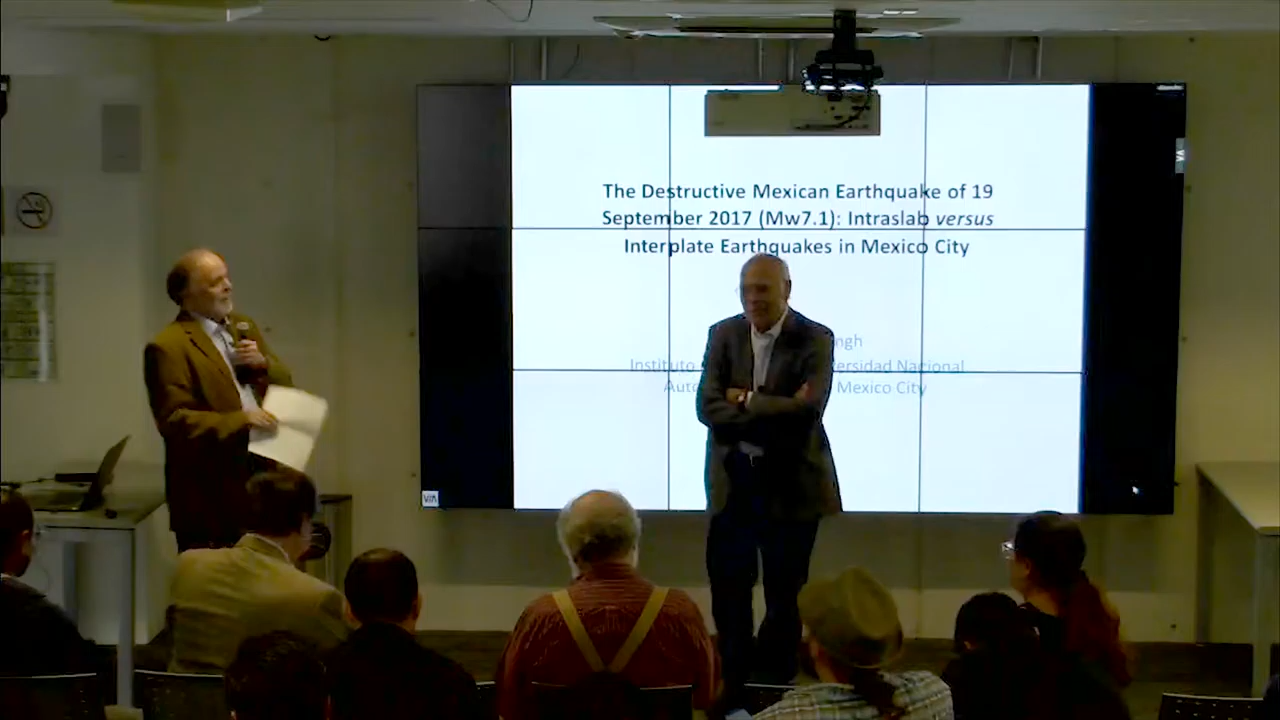 The Destructive Mexican Earthquake of 19
September 2017 (Mw7.1): Intraslab versus
Interplate Earthquakes in Mexico City
ngh
Instituto ersidad Nacional
Auto Mexico City
VIA